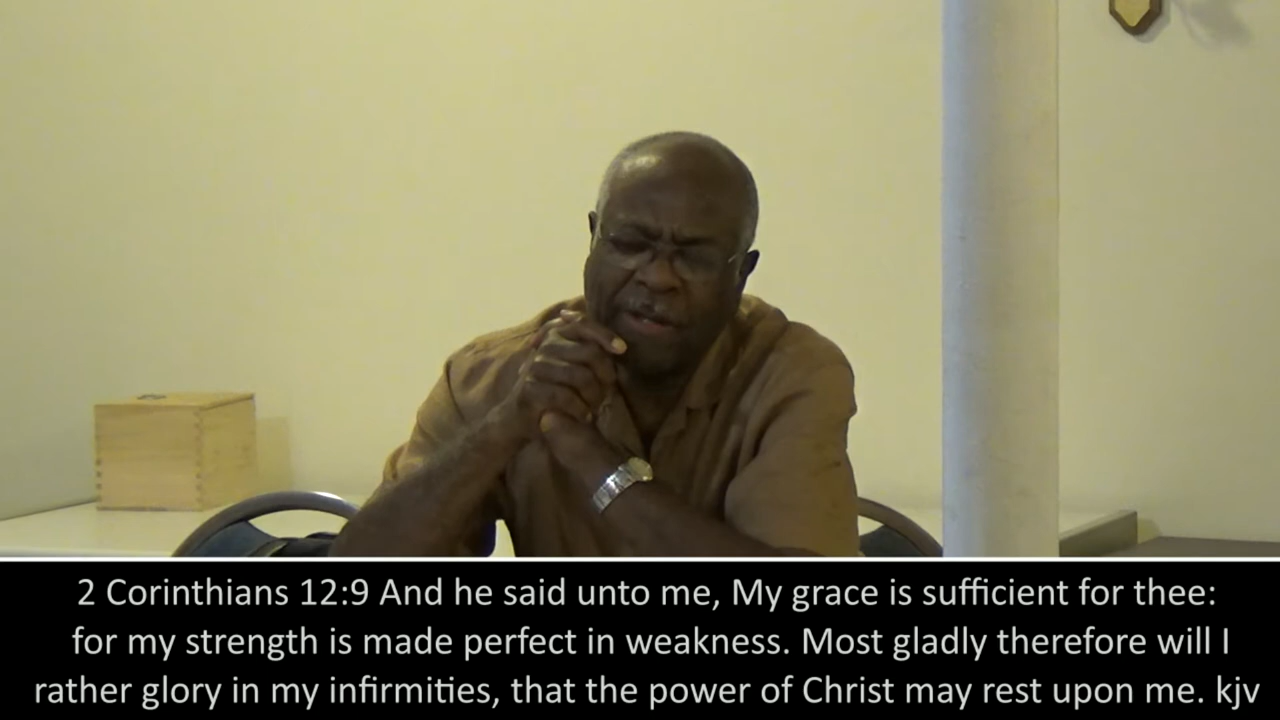 2 Corinthians 12:9 And he said unto me, My grace is sufficient for thee:
for my strength is made perfect in weakness. Most gladly therefore will I
rather glory in my infirmities, that the power of Christ may rest upon me. kjv